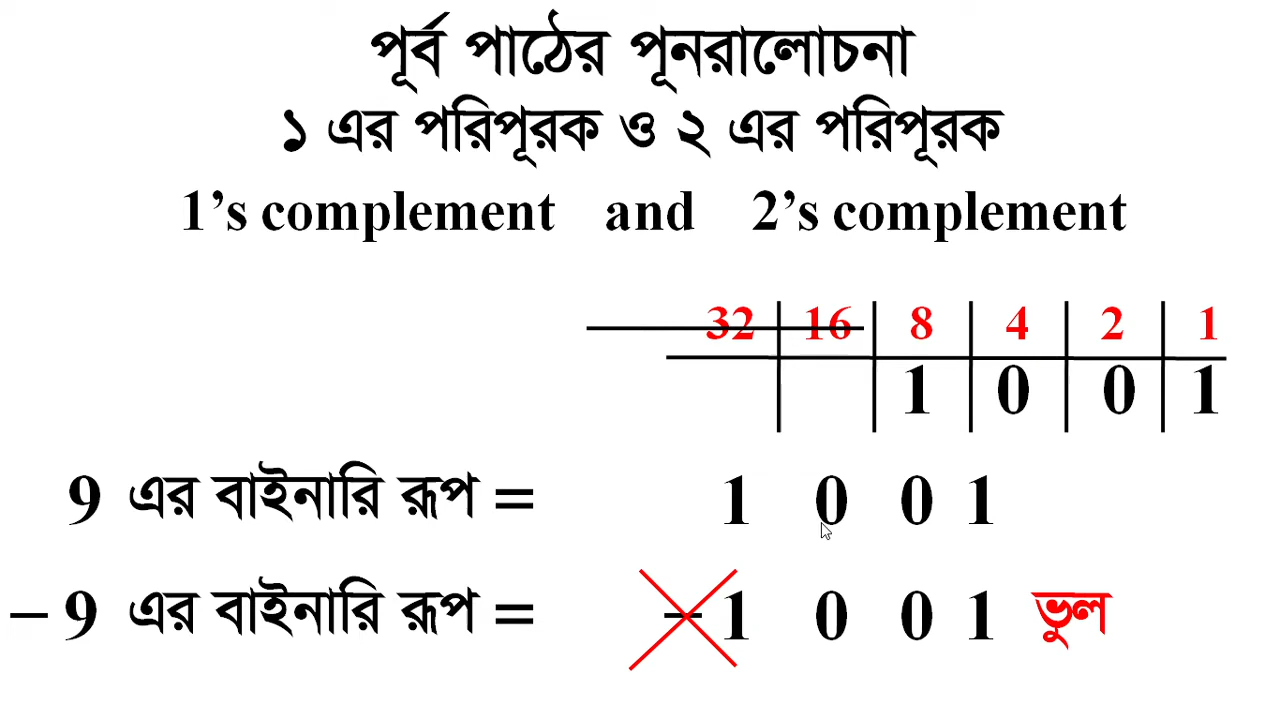 পূর্ব পাঠের পূনরালোচনা
১ এর পরিপূরক ও ২ এর পরিপূরক
1’s complement and 2’s complement
32 16 8 4 2 1
1 0 0 1
9 এর বাইনারি রূপ = 1 0 0 1
– 9 এর বাইনারি রূপ = – 1 0 0 1 ভুল